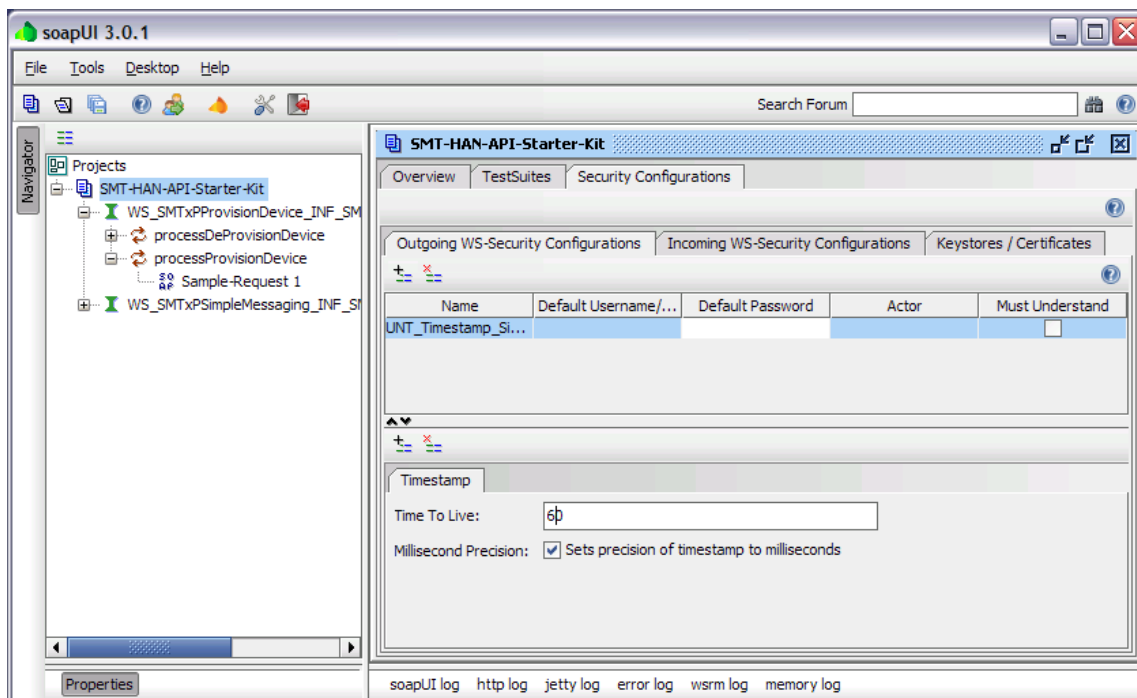 soapUI 3.0.1
File Tools Desktop Help
Search Forum
Navigator
Projects
SMT-HAN-API-Starter-Kit
WS_SMTxPProvisionDevice_INF_SM
processDeProvisionDevice
processProvisionDevice
SOAP
Sample-Request 1
WS_SMTxPSimpleMessaging_INF_SM
Properties
SMT-HAN-API-Starter-Kit
Overview TestSuites Security Configurations
Outgoing WS-Security Configurations Incoming WS-Security Configurations Keystores / Certificates
Name Default Username/... Default Password Actor Must Understand
UNT_Timestamp_Si...
Timestamp
Time To Live: 60
Millisecond Precision: Sets precision of timestamp to milliseconds
soapUI log http log jetty log error log wsrm log memory log